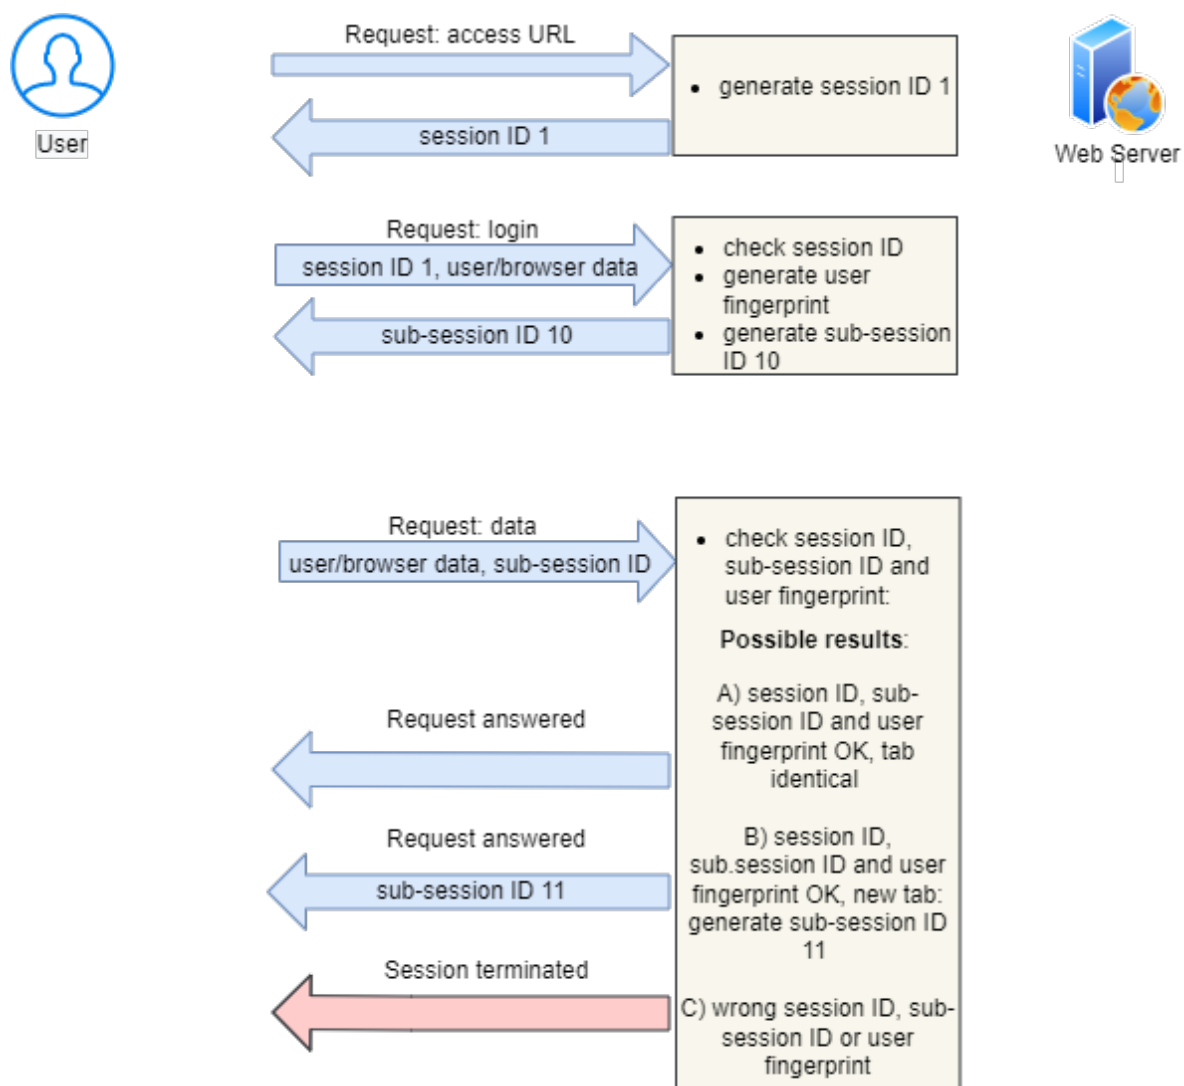 Request: access URL
• generate session ID 1
session ID 1
User
Web Server
Request: login
session ID 1, user/browser data
sub-session ID 10
• check session ID
• generate user
fingerprint
• generate sub-session
ID 10
Request: data
user/browser data, sub-session ID
• check session ID,
sub-session ID and
user fingerprint:
Possible results:
A) session ID, sub-
session ID and user
fingerprint OK, tab
identical
Request answered
B) session ID,
sub.session ID and user
fingerprint OK, new tab:
generate sub-session ID
11
Request answered
sub-session ID 11
C) wrong session ID, sub-
session ID or user
fingerprint
Session terminated